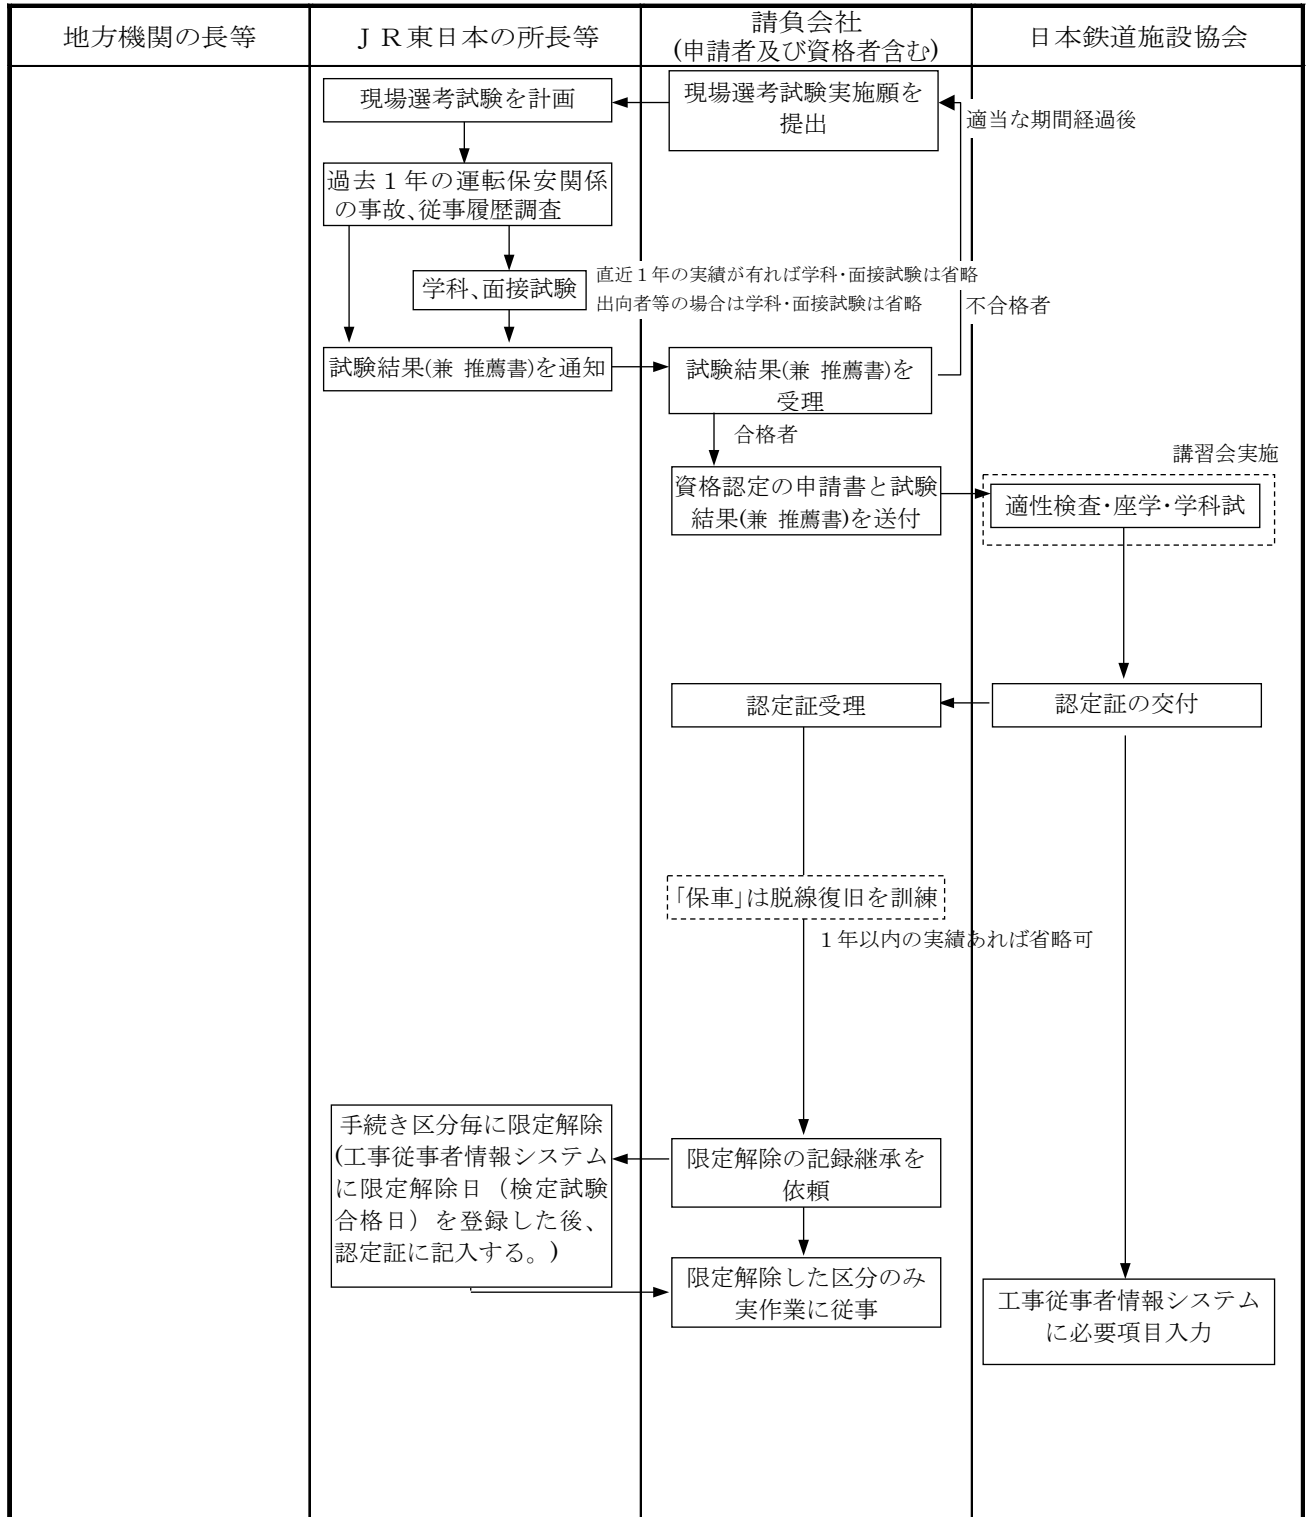 地方機関の長等
ＪＲ東日本の所長等
請負会社
(申請者及び資格者含む)
日本鉄道施設協会
現場選考試験を計画
現場選考試験実施願を
提出
適当な期間経過後
過去１年の運転保安関係
の事故､従事履歴調査
学科､面接試験
直近１年の実績が有れば学科･面接試験は省略
出向者等の場合は学科･面接試験は省略
不合格者
試験結果(兼 推薦書)を通知
試験結果(兼 推薦書)を
受理
合格者
講習会実施
資格認定の申請書と試験
結果(兼 推薦書)を送付
適性検査･座学･学科試
認定証受理
認定証の交付
｢保車｣は脱線復旧を訓練
１年以内の実績あれば省略可
手続き区分毎に限定解除
(工事従事者情報システム
に限定解除日（検定試験
合格日）を登録した後、
認定証に記入する。)
限定解除の記録継承を
依頼
限定解除した区分のみ
実作業に従事
工事従事者情報システム
に必要項目入力